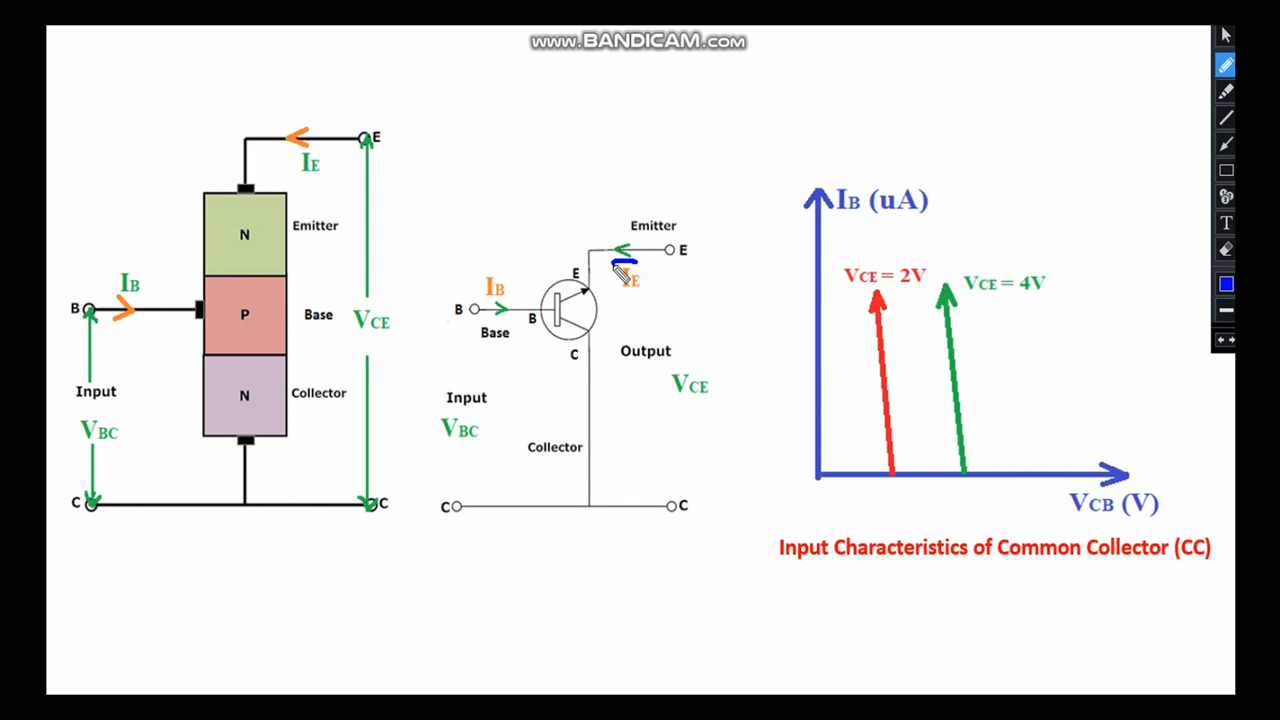 www.BANDICAM.com
E
IE
N
Emitter
IB
B
P
Base
VCE
Input
VBC
N
Collector
C
C
Emitter
E
E
IE
IB
B
B
Base
C
Output
VCE
Input
VBC
Collector
C
C
IB (uA)
VCE = 2V
VCE = 4V
VCB (V)
Input Characteristics of Common Collector (CC)
T